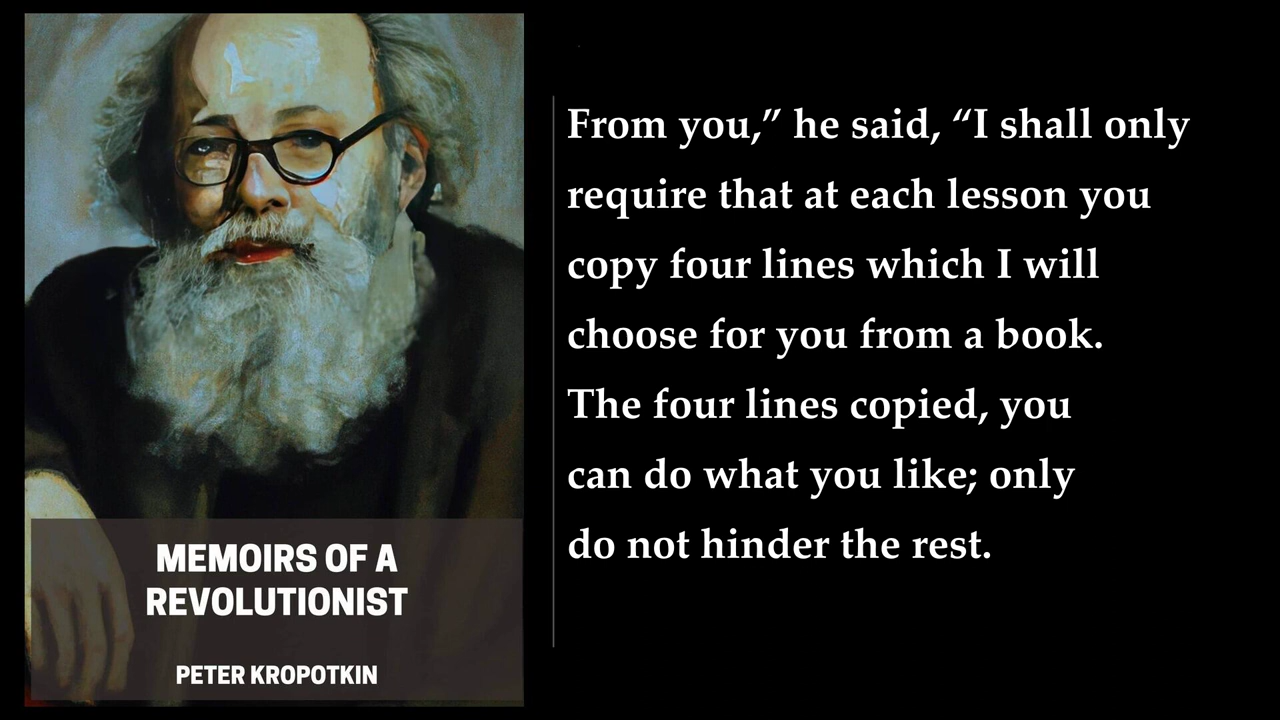 From you,” he said, “I shall only
require that at each lesson you
copy four lines which I will
choose for you from a book.
The four lines copied, you
can do what you like; only
do not hinder the rest.
MEMOIRS OF A
REVOLUTIONIST
PETER KROPOTKIN